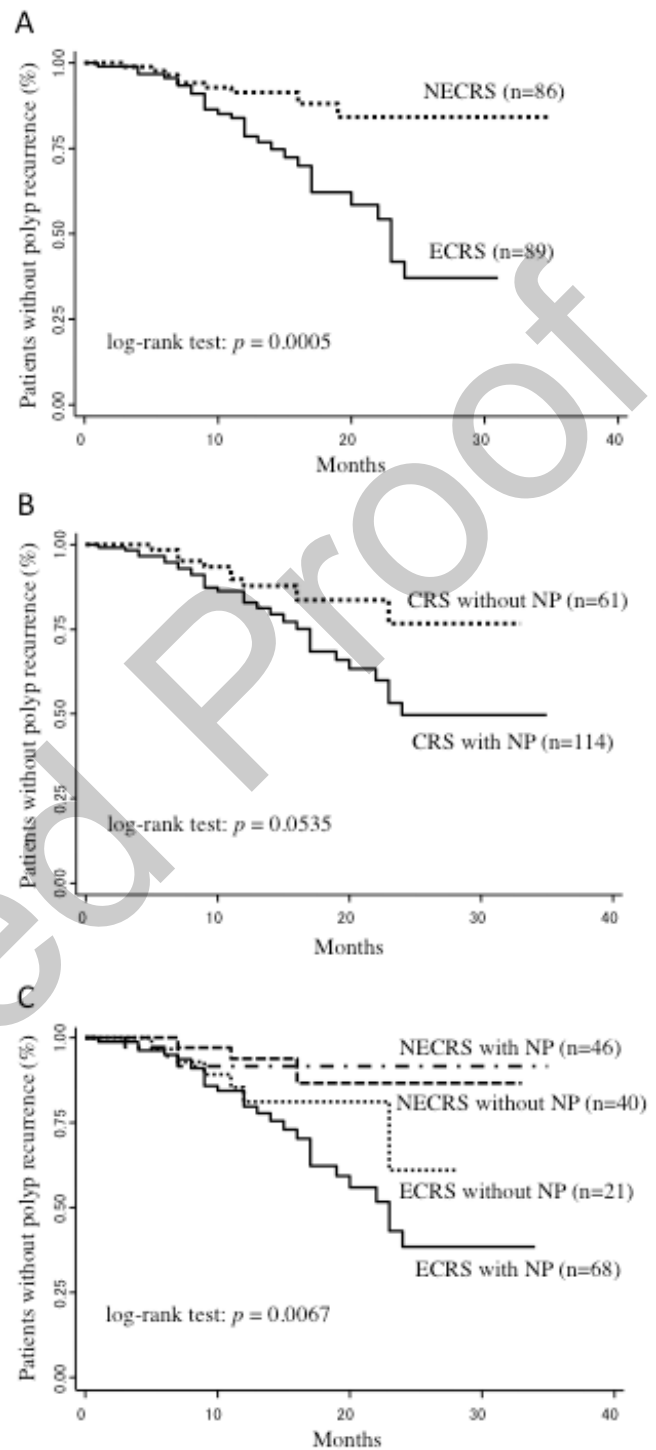 A
Patients without polyp recurrence (%)
1.00
0.75
0.50
0.25
0.00
NECRS (n=86)
ECRS (n=89)
log-rank test: p = 0.0005
0 10 20 30 40
Months
B
Patients without polyp recurrence (%)
1.00
0.75
0.50
0.25
0.00
CRS without NP (n=61)
CRS with NP (n=114)
log-rank test: p = 0.0535
0 10 20 30 40
Months
C
Patients without polyp recurrence (%)
1.00
0.75
0.50
0.25
0.00
NECRS with NP (n=46)
NECRS without NP (n=40)
ECRS without NP (n=21)
ECRS with NP (n=68)
log-rank test: p = 0.0067
0 10 20 30 40
Months
ed Proof